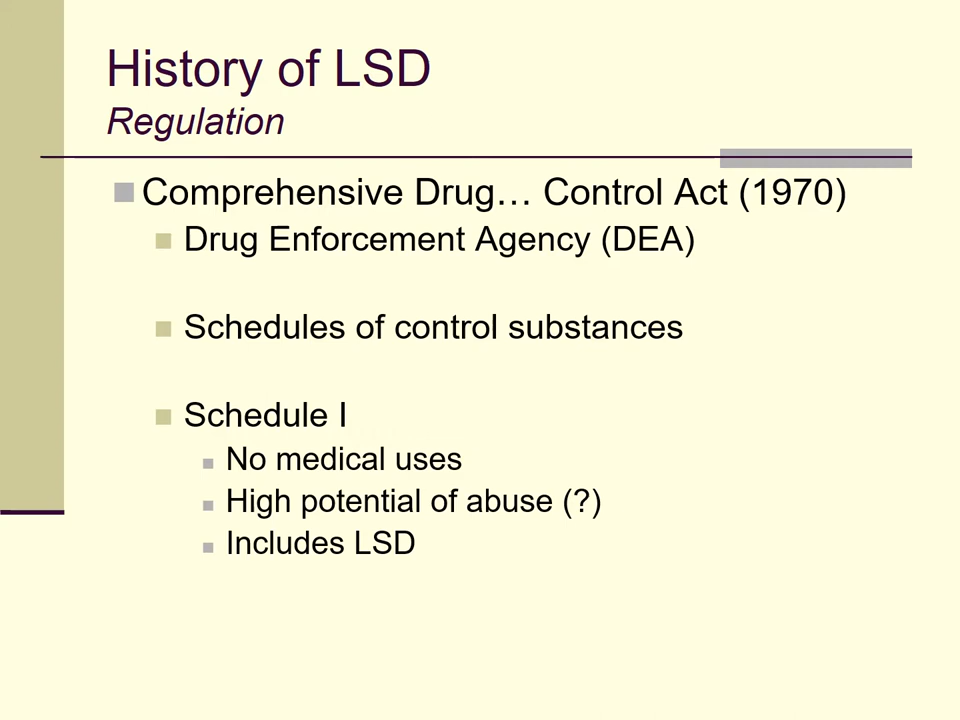 History of LSD
Regulation
Comprehensive Drug… Control Act (1970)
Drug Enforcement Agency (DEA)
Schedules of control substances
Schedule I
No medical uses
High potential of abuse (?)
Includes LSD